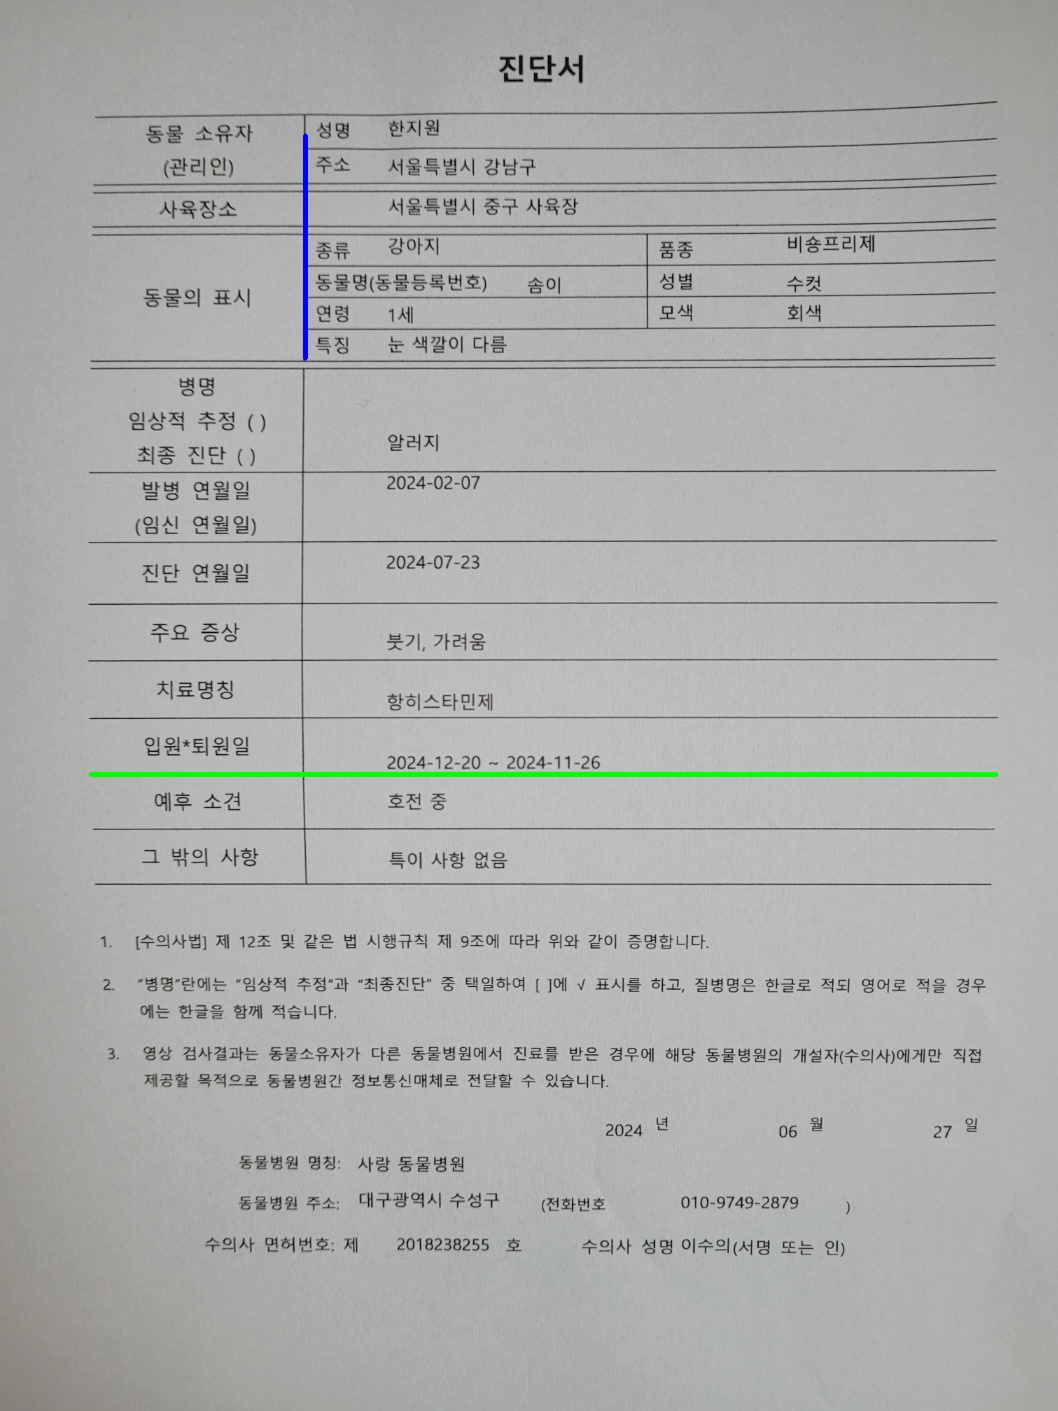 진단서
동물 소유자
(관리인)
성명 한지원
주소 서울특별시 강남구
사육장소 서울특별시 중구 사육장
동물의 표시
종류 강아지 품종 비숑프리제
동물명(동물등록번호) 솜이 성별 수컷
연령 1세 모색 회색
특징 눈 색깔이 다름
병명
임상적 추정 ( )
최종 진단 ( )
알러지
발병 연월일
(임신 연월일)
2024-02-07
진단 연월일 2024-07-23
주요 증상 붓기, 가려움
치료명칭 항히스타민제
입원*퇴원일 2024-12-20 ~ 2024-11-26
예후 소견 호전 중
그 밖의 사항 특이 사항 없음
1. [수의사법] 제 12조 및 같은 법 시행규칙 제 9조에 따라 위와 같이 증명합니다.
2. "병명"란에는 "임상적 추정"과 "최종진단" 중 택일하여 [ ]에 √ 표시를 하고, 질병명은 한글로 적되 영어로 적을 경우
에는 한글을 함께 적습니다.
3. 영상 검사결과는 동물소유자가 다른 동물병원에서 진료를 받은 경우에 해당 동물병원의 개설자(수의사)에게만 직접
제공할 목적으로 동물병원간 정보통신매체로 전달할 수 있습니다.
2024 년 06 월 27 일
동물병원 명칭: 사랑 동물병원
동물병원 주소: 대구광역시 수성구 (전화번호 010-9749-2879 )
수의사 면허번호: 제 2018238255 호 수의사 성명 이수의(서명 또는 인)